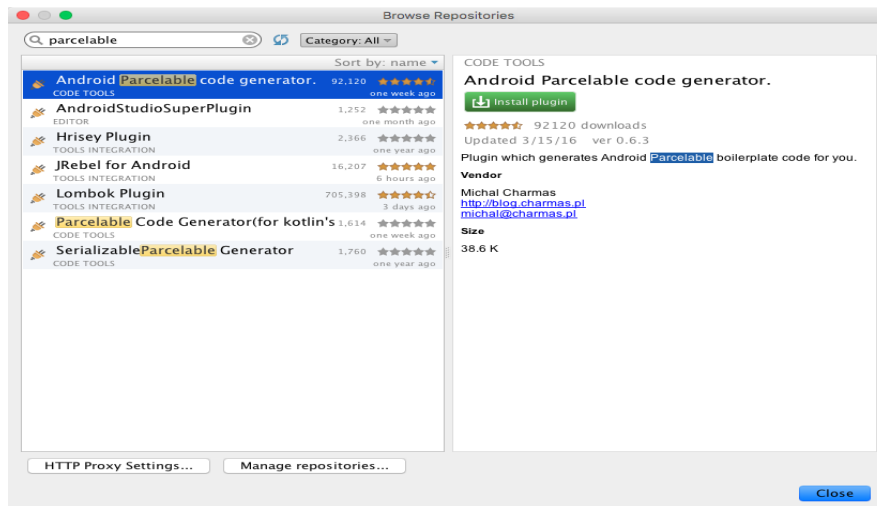 Browse Repositories
parcelable
Category: All
Sort by: name
Android Parcelable code generator. 92,120
CODE TOOLS one week ago
AndroidStudioSuperPlugin 1,252
EDITOR one month ago
Hrisey Plugin 2,366
TOOLS INTEGRATION one year ago
JRebel for Android 16,207
TOOLS INTEGRATION 6 hours ago
Lombok Plugin 705,398
TOOLS INTEGRATION 3 days ago
Parcelable Code Generator(for kotlin's 1,614
CODE TOOLS one week ago
SerializableParcelable Generator 1,760
CODE TOOLS one year ago
CODE TOOLS
Android Parcelable code generator.
Install plugin
92120 downloads
Updated 3/15/16 ver 0.6.3
Plugin which generates Android Parcelable boilerplate code for you.
Vendor
Michal Charmas
http://blog.charmas.pl
michal@charmas.pl
Size
38.6 K
HTTP Proxy Settings...
Manage repositories...
Close